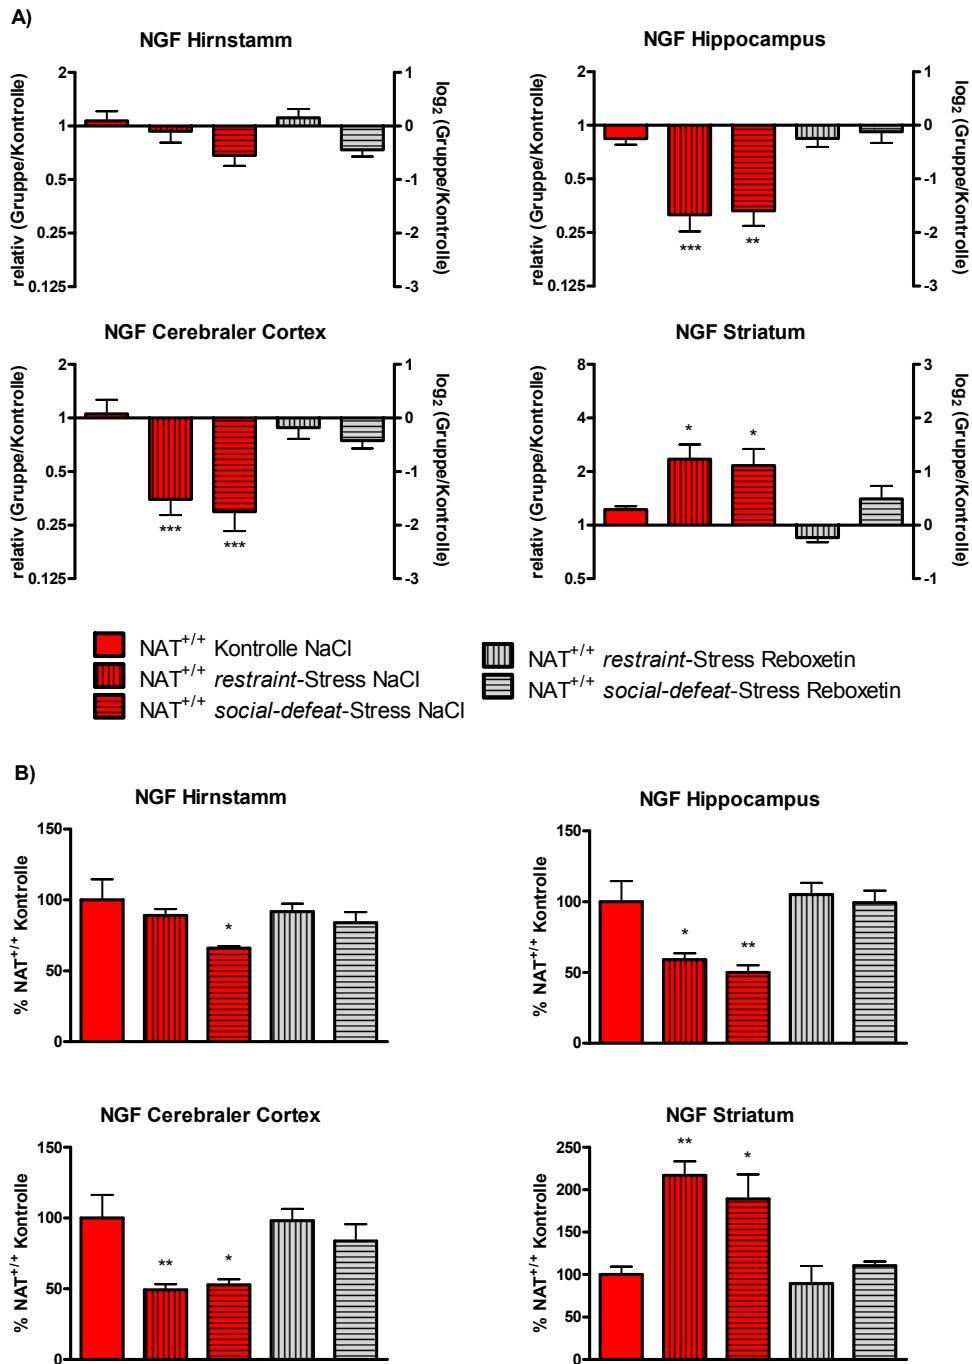 A)
NGF Hirnstamm
relativ (Gruppe/Kontrolle)
2
1
0.5
0.25
0.125
1
0
-1
-2
-3
log₂ (Gruppe/Kontrolle)
NGF Hippocampus
relativ (Gruppe/Kontrolle)
2
1
0.5
0.25
0.125
*** **
1
0
-1
-2
-3
log₂ (Gruppe/Kontrolle)
NGF Cerebraler Cortex
relativ (Gruppe/Kontrolle)
2
1
0.5
0.25
0.125
*** ***
1
0
-1
-2
-3
log₂ (Gruppe/Kontrolle)
NGF Striatum
relativ (Gruppe/Kontrolle)
8
4
2
1
0.5
* *
3
2
1
0
-1
log₂ (Gruppe/Kontrolle)
NAT+/+ Kontrolle NaCl
NAT+/+ restraint-Stress NaCl
NAT+/+ social-defeat-Stress NaCl
NAT+/+ restraint-Stress Reboxetin
NAT+/+ social-defeat-Stress Reboxetin
B)
NGF Hirnstamm
% NAT+/+ Kontrolle
150
100
50
0
*
NGF Hippocampus
% NAT+/+ Kontrolle
150
100
50
0
* **
NGF Cerebraler Cortex
% NAT+/+ Kontrolle
150
100
50
0
** *
NGF Striatum
% NAT+/+ Kontrolle
250
200
150
100
50
0
** *